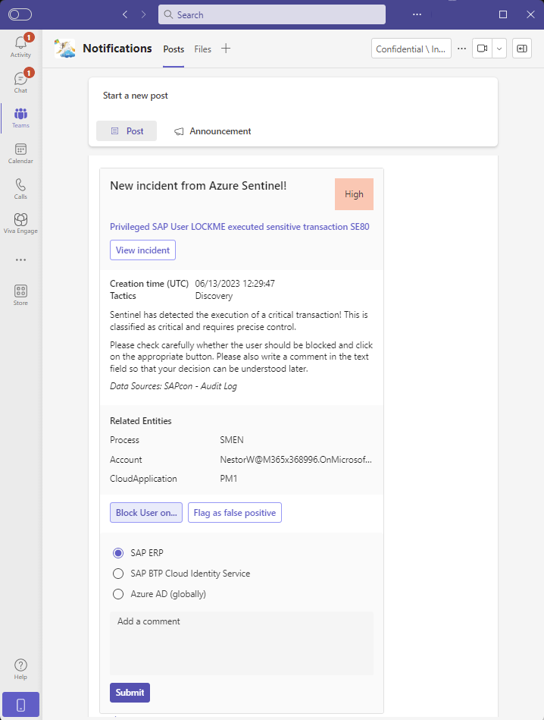 Search
Activity
1
Chat
1
Teams
Calendar
Calls
Viva Engage
Store
Help
Notifications
Posts
Files
Confidential \ In...
Start a new post
Post
Announcement
New incident from Azure Sentinel!
High
Privileged SAP User LOCKME executed sensitive transaction SE80
View incident
Creation time (UTC) 06/13/2023 12:29:47
Tactics Discovery
Sentinel has detected the execution of a critical transaction! This is
classified as critical and requires precise control.
Please check carefully whether the user should be blocked and click
on the appropriate button. Please also write a comment in the text
field so that your decision can be understood later.
Data Sources: SAPcon - Audit Log
Related Entities
Process SMEN
Account NestorW@M365x368996.OnMicrosof...
CloudApplication PM1
Block User on...
Flag as false positive
SAP ERP
SAP BTP Cloud Identity Service
Azure AD (globally)
Add a comment
Submit